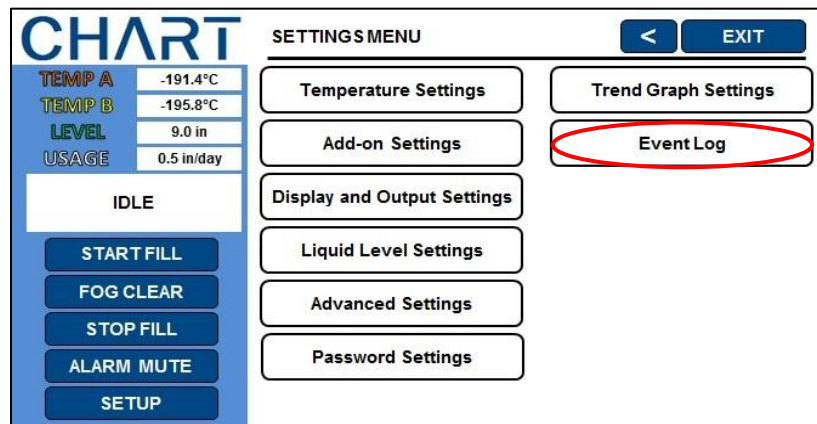 CHART
TEMP A -191.4°C
TEMP B -195.8°C
LEVEL 9.0 in
USAGE 0.5 in/day
IDLE
START FILL
FOG CLEAR
STOP FILL
ALARM MUTE
SETUP
SETTINGS MENU
< EXIT
Temperature Settings
Add-on Settings
Display and Output Settings
Liquid Level Settings
Advanced Settings
Password Settings
Trend Graph Settings
Event Log